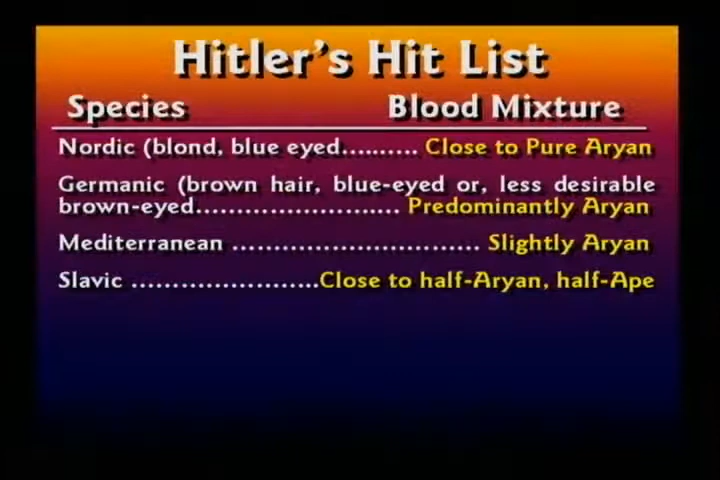 Hitler's Hit List
Species Blood Mixture
Nordic (blond, blue eyed......... Close to Pure Aryan
Germanic (brown hair, blue-eyed or, less desirable
brown-eyed......................... Predominantly Aryan
Mediterranean .............................. Slightly Aryan
Slavic .......................Close to half-Aryan, half-Ape